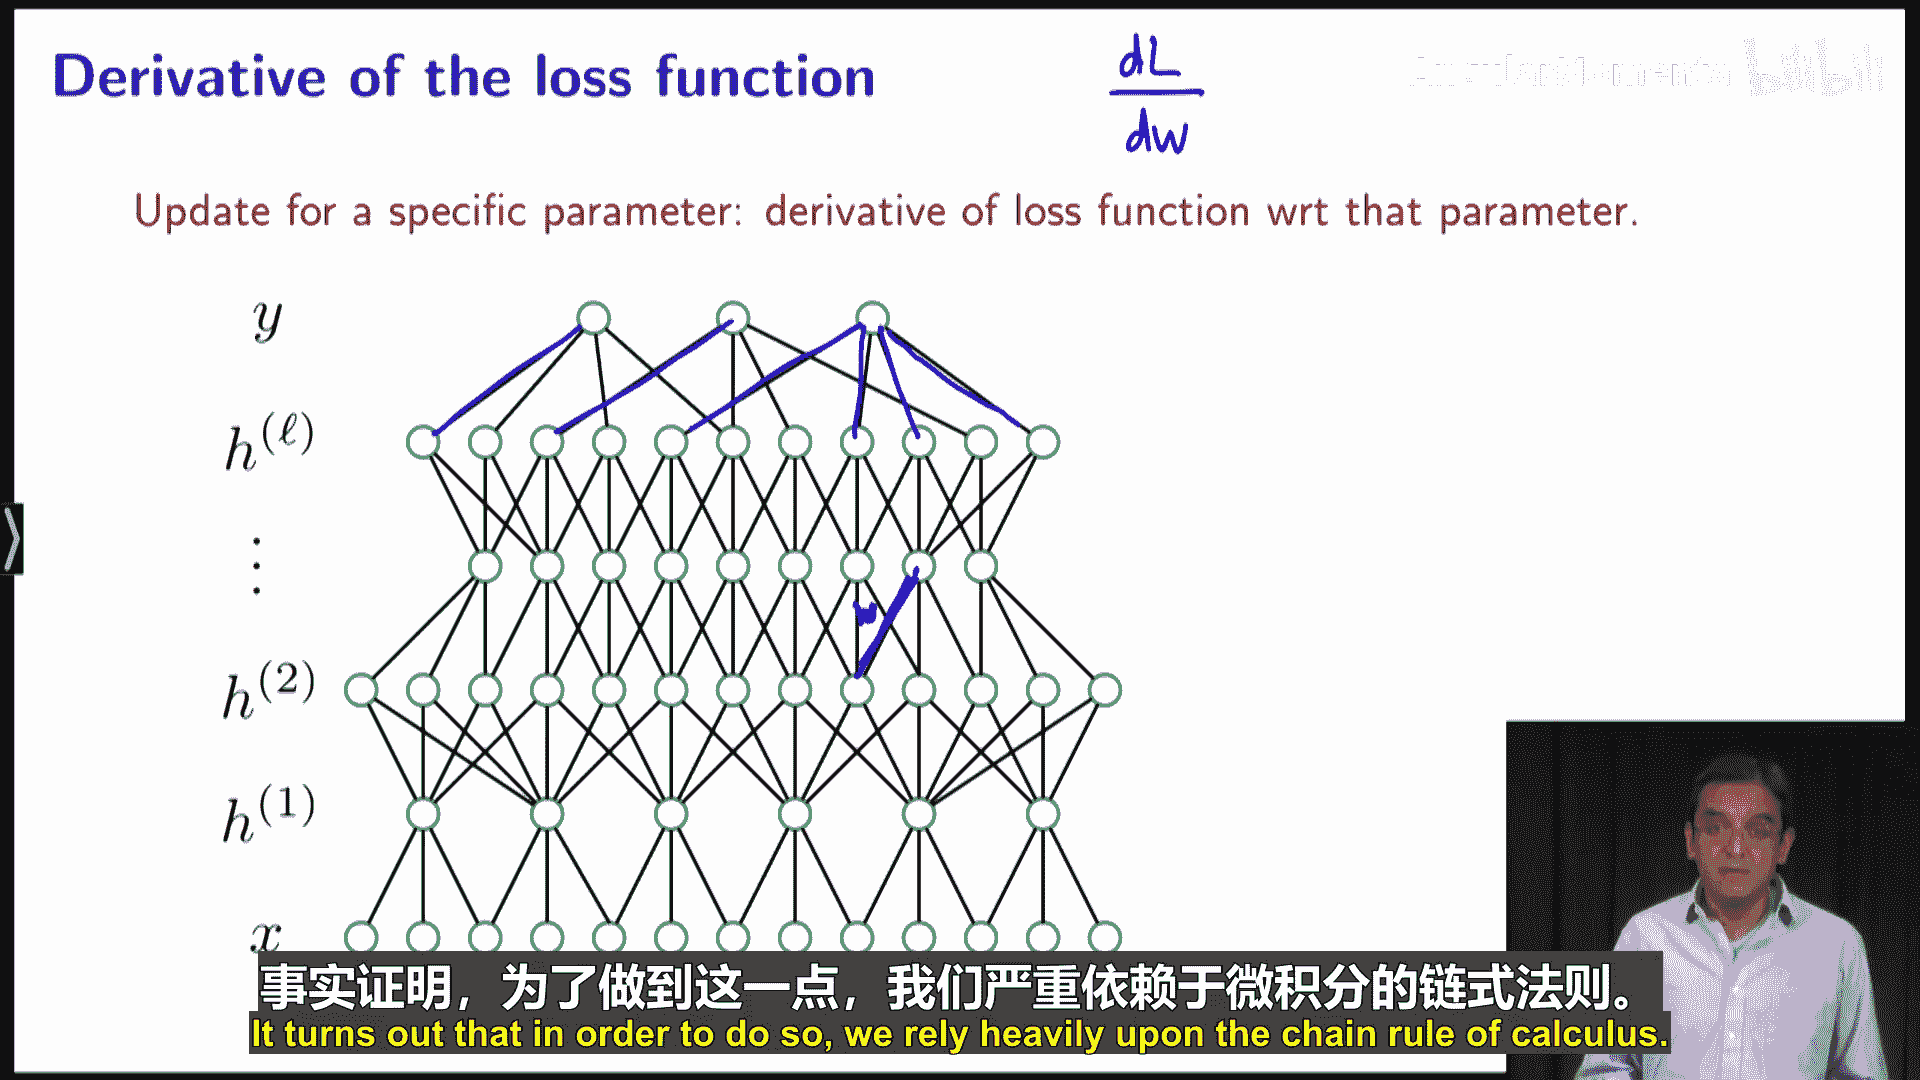 Derivative of the loss function
dL
dw
bilibili
Update for a specific parameter: derivative of loss function wrt that parameter.
y
h^(ℓ)
⋮
w
h^(2)
h^(1)
x
事实证明，为了做到这一点，我们严重依赖于微积分的链式法则。
It turns out that in order to do so, we rely heavily upon the chain rule of calculus.